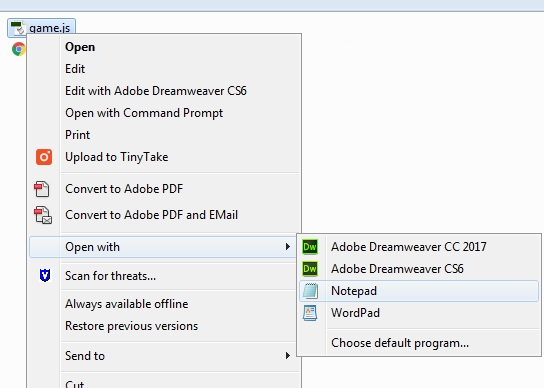 game.js
Open
Edit
Edit with Adobe Dreamweaver CS6
Open with Command Prompt
Print
Upload to TinyTake
Convert to Adobe PDF
Convert to Adobe PDF and EMail
Open with
Scan for threats...
Always available offline
Restore previous versions
Send to
Cut
Dw Adobe Dreamweaver CC 2017
Dw Adobe Dreamweaver CS6
Notepad
WordPad
Choose default program...